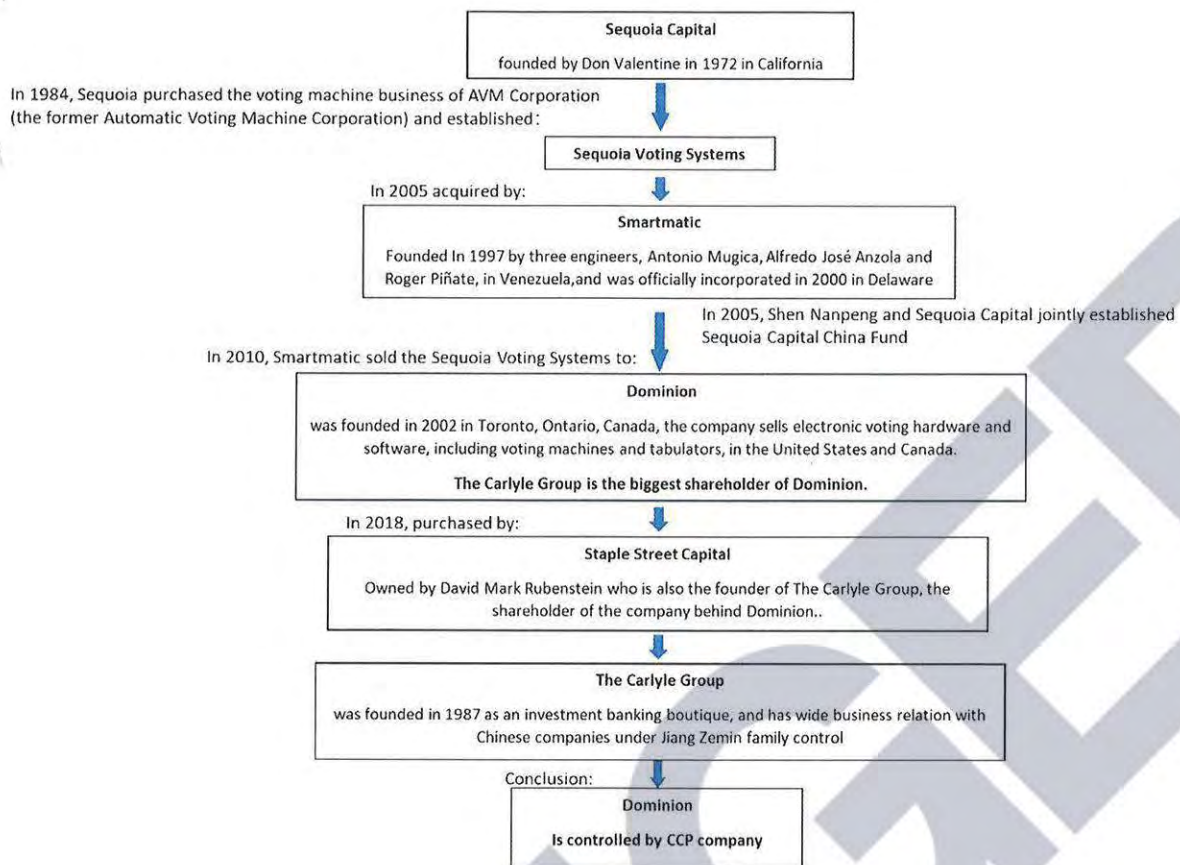 Sequoia Capital
founded by Don Valentine in 1972 in California
In 1984, Sequoia purchased the voting machine business of AVM Corporation
(the former Automatic Voting Machine Corporation) and established:
Sequoia Voting Systems
In 2005 acquired by:
Smartmatic
Founded In 1997 by three engineers, Antonio Mugica, Alfredo José Anzola and
Roger Piñate, in Venezuela,and was officially incorporated in 2000 in Delaware
In 2005, Shen Nanpeng and Sequoia Capital jointly established
Sequoia Capital China Fund
In 2010, Smartmatic sold the Sequoia Voting Systems to:
Dominion
was founded in 2002 in Toronto, Ontario, Canada, the company sells electronic voting hardware and
software, including voting machines and tabulators, in the United States and Canada.
The Carlyle Group is the biggest shareholder of Dominion.
In 2018, purchased by:
Staple Street Capital
Owned by David Mark Rubenstein who is also the founder of The Carlyle Group, the
shareholder of the company behind Dominion..
The Carlyle Group
was founded in 1987 as an investment banking boutique, and has wide business relation with
Chinese companies under Jiang Zemin family control
Conclusion:
Dominion
Is controlled by CCP company